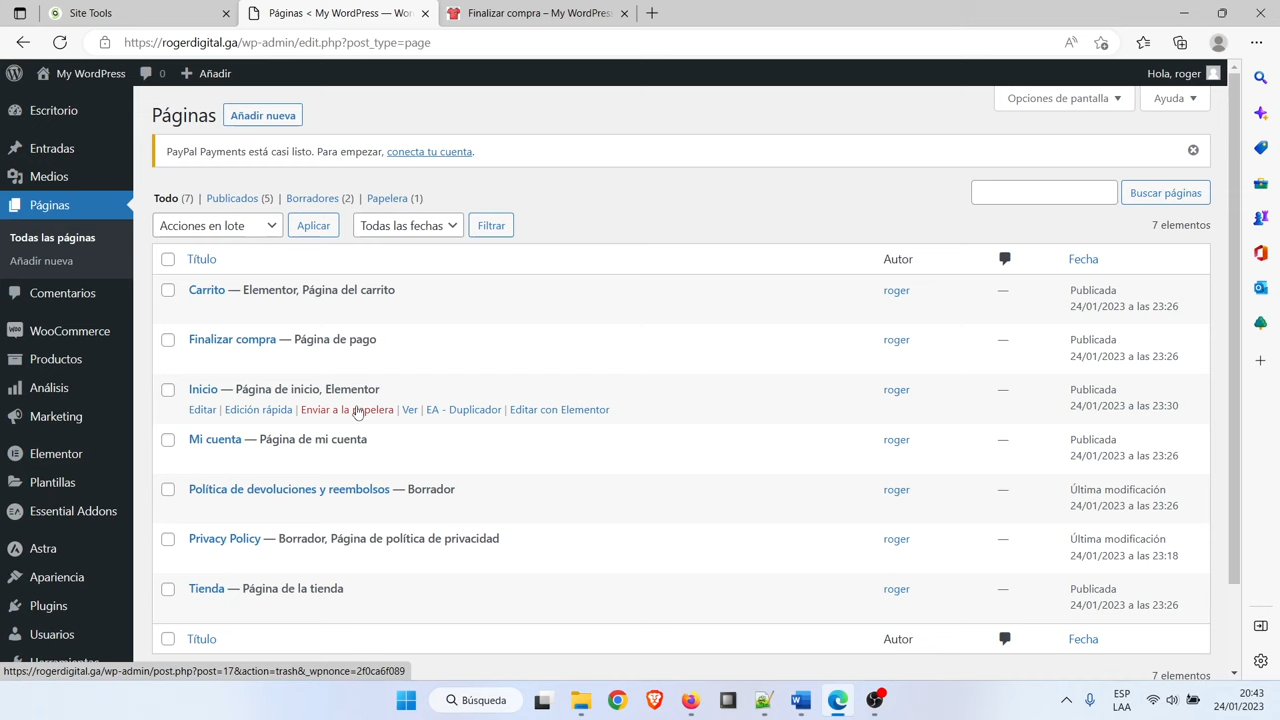 Site Tools
Páginas < My WordPress — Wor
Finalizar compra – My WordPress
https://rogerdigital.ga/wp-admin/edit.php?post_type=page
My WordPress
0
Añadir
Hola, roger
Escritorio
Entradas
Medios
Páginas
Todas las páginas
Añadir nueva
Comentarios
WooCommerce
Productos
Análisis
Marketing
Elementor
Plantillas
Essential Addons
Astra
Apariencia
Plugins
Usuarios
Herramientas
Páginas
Añadir nueva
Opciones de pantalla
Ayuda
PayPal Payments está casi listo. Para empezar, conecta tu cuenta.
Todo (7) | Publicados (5) | Borradores (2) | Papelera (1)
Buscar páginas
Acciones en lote
Aplicar
Todas las fechas
Filtrar
7 elementos
Título
Autor
Fecha
Carrito — Elementor, Página del carrito
roger
—
Publicada
24/01/2023 a las 23:26
Finalizar compra — Página de pago
roger
—
Publicada
24/01/2023 a las 23:26
Inicio — Página de inicio, Elementor
Editar | Edición rápida | Enviar a la papelera | Ver | EA - Duplicador | Editar con Elementor
roger
—
Publicada
24/01/2023 a las 23:30
Mi cuenta — Página de mi cuenta
roger
—
Publicada
24/01/2023 a las 23:26
Política de devoluciones y reembolsos — Borrador
roger
—
Última modificación
24/01/2023 a las 23:26
Privacy Policy — Borrador, Página de política de privacidad
roger
—
Última modificación
24/01/2023 a las 23:18
Tienda — Página de la tienda
roger
—
Publicada
24/01/2023 a las 23:26
Título
Autor
Fecha
7 elementos
https://rogerdigital.ga/wp-admin/post.php?post=17&action=trash&_wpnonce=2f0ca6f089
Búsqueda
ESP
LAA
20:43
24/01/2023